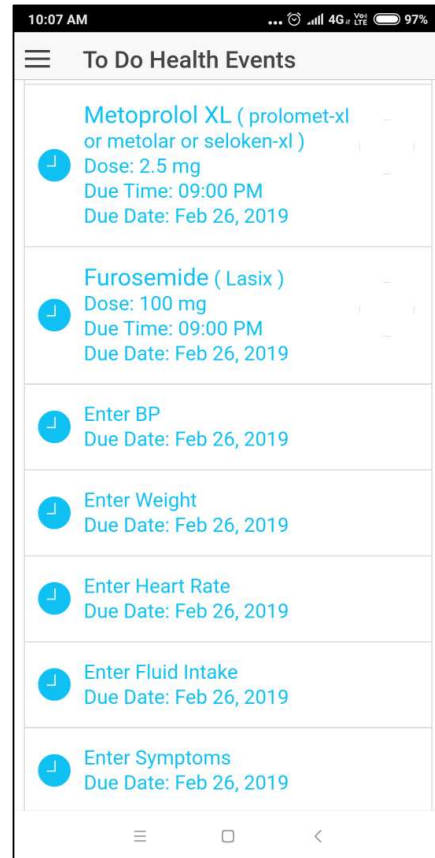 10:07 AM ... 4G VoLTE 97%
To Do Health Events
Metoprolol XL ( prolomet-xl
or metolar or seloken-xl )
Dose: 2.5 mg
Due Time: 09:00 PM
Due Date: Feb 26, 2019
Furosemide ( Lasix )
Dose: 100 mg
Due Time: 09:00 PM
Due Date: Feb 26, 2019
Enter BP
Due Date: Feb 26, 2019
Enter Weight
Due Date: Feb 26, 2019
Enter Heart Rate
Due Date: Feb 26, 2019
Enter Fluid Intake
Due Date: Feb 26, 2019
Enter Symptoms
Due Date: Feb 26, 2019